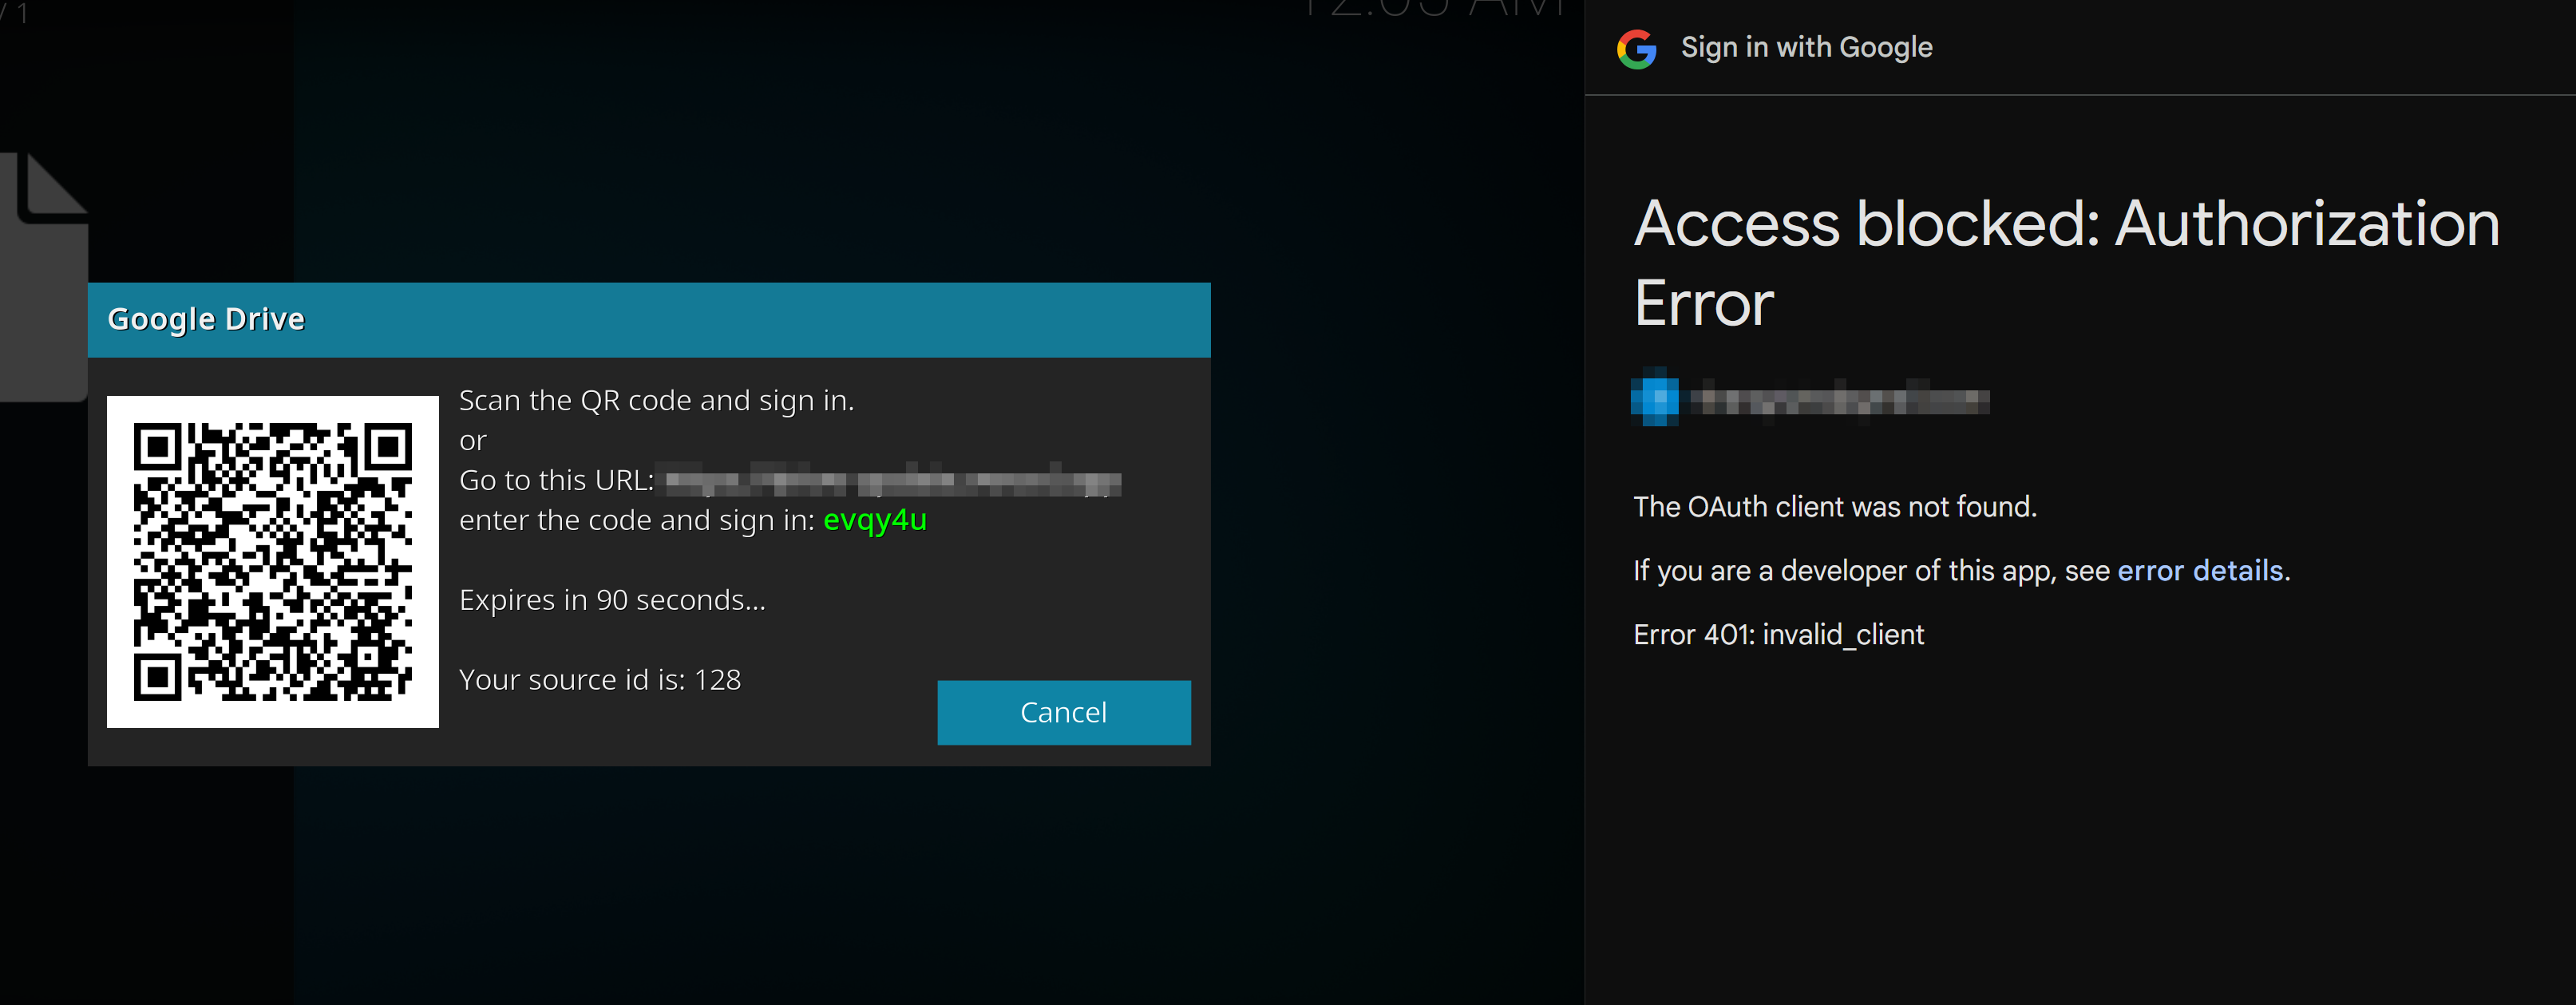 / 1
12:05 AM
Google Drive
Scan the QR code and sign in.
or
Go to this URL:
enter the code and sign in: evqy4u
Expires in 90 seconds...
Your source id is: 128
Cancel
Sign in with Google
Access blocked: Authorization
Error
The OAuth client was not found.
If you are a developer of this app, see error details.
Error 401: invalid_client